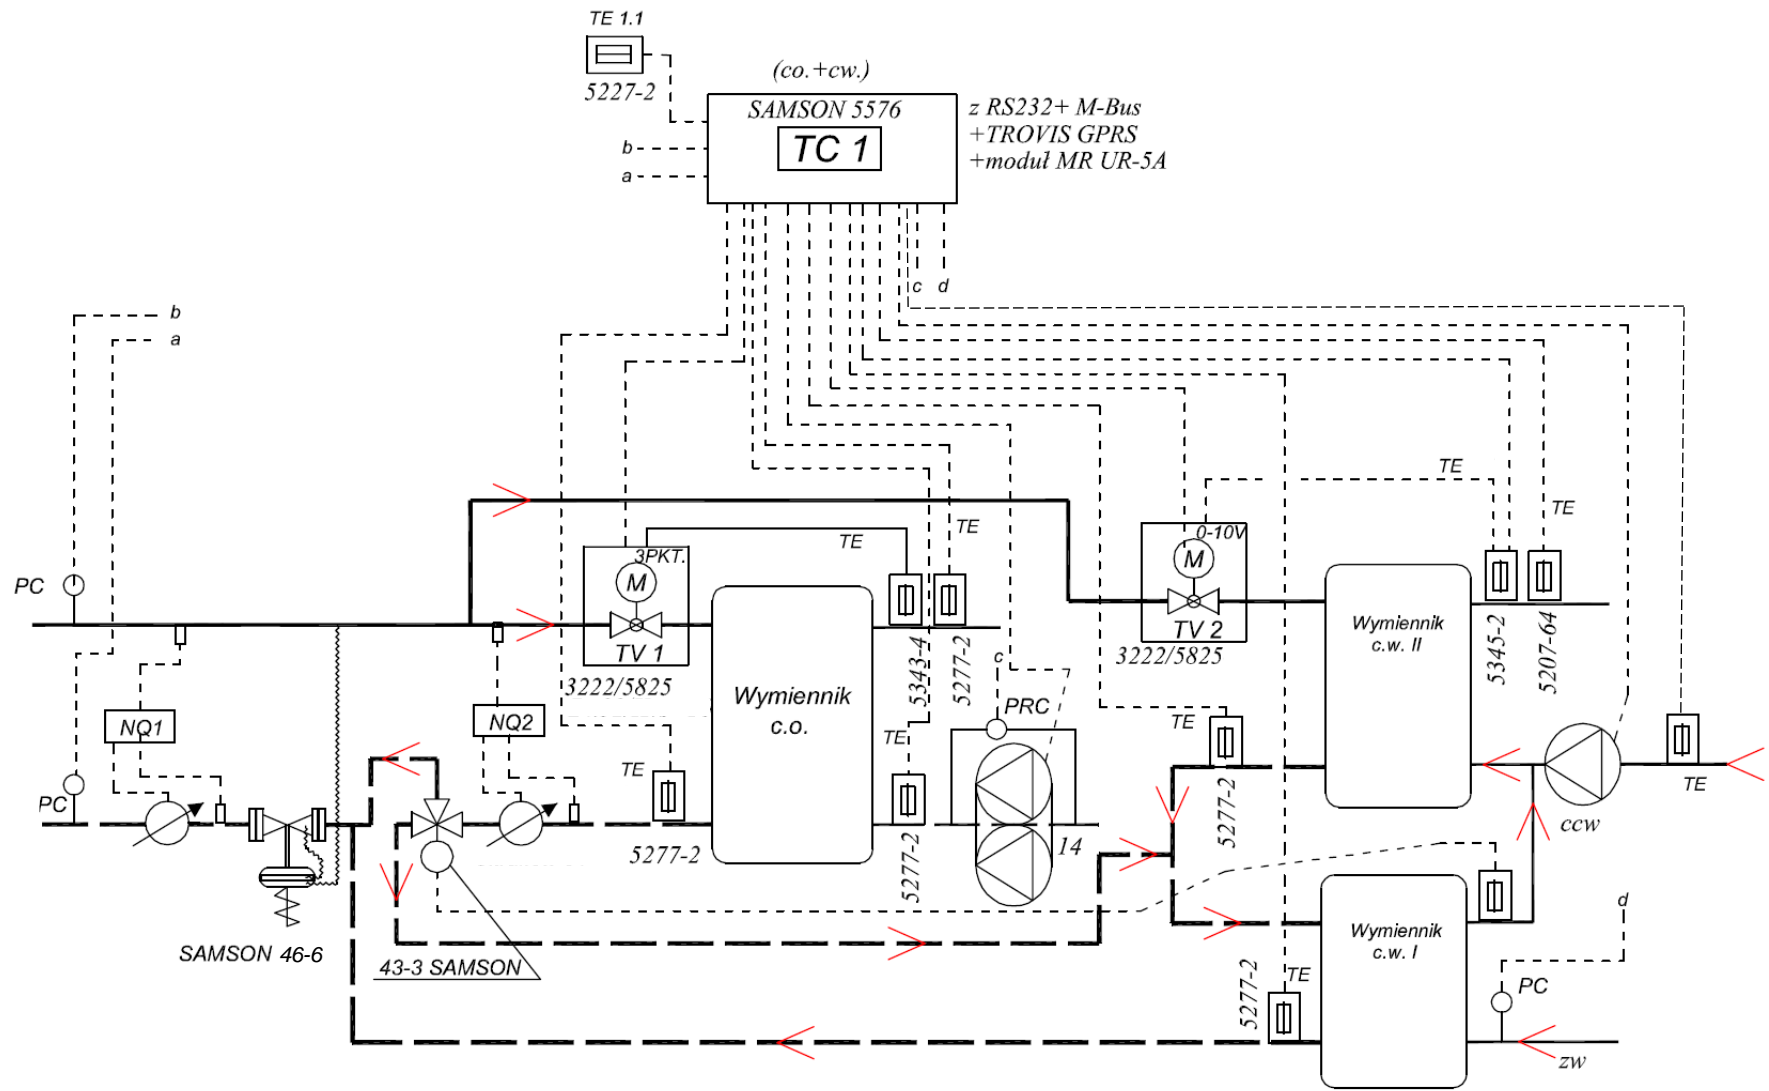 TE 1.1
5227-2
(co.+cw.)
SAMSON 5576
TC 1
z RS232+ M-Bus
+TROVIS GPRS
+moduł MR UR-5A
b
a
c
d
b
a
TE
TE
TE
TE
0-10V
M
TV 2
3222/5825
3PKT.
M
TV 1
3222/5825
PC
5343-4
5277-2
5345-2
5207-64
Wymiennik
c.w. II
Wymiennik
c.o.
c
PRC
NQ1
NQ2
TE
TE
TE
TE
PC
5277-2
5277-2
5277-2
14
ccw
SAMSON 46-6
43-3 SAMSON
Wymiennik
c.w. I
d
TE
5277-2
PC
zw